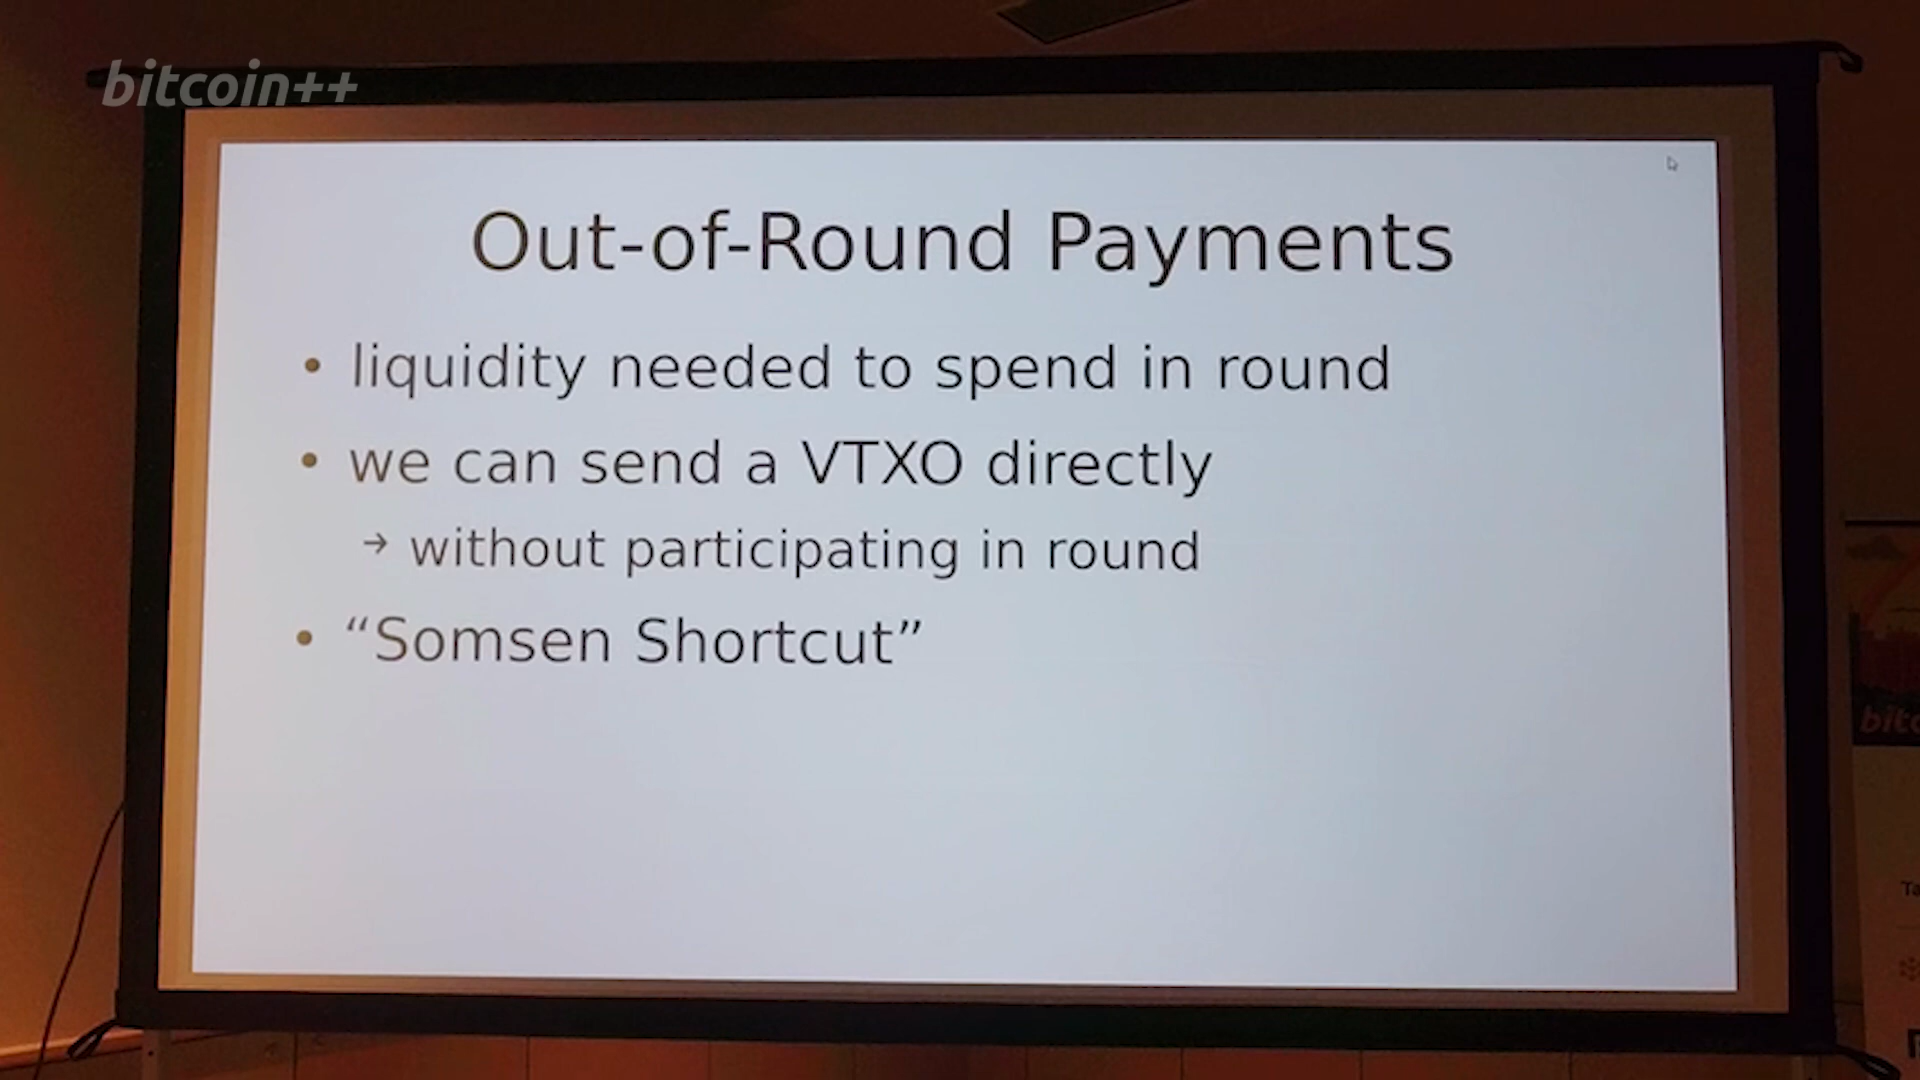 bitcoin++
Out-of-Round Payments
• liquidity needed to spend in round
• we can send a VTXO directly
→ without participating in round
• “Somsen Shortcut”